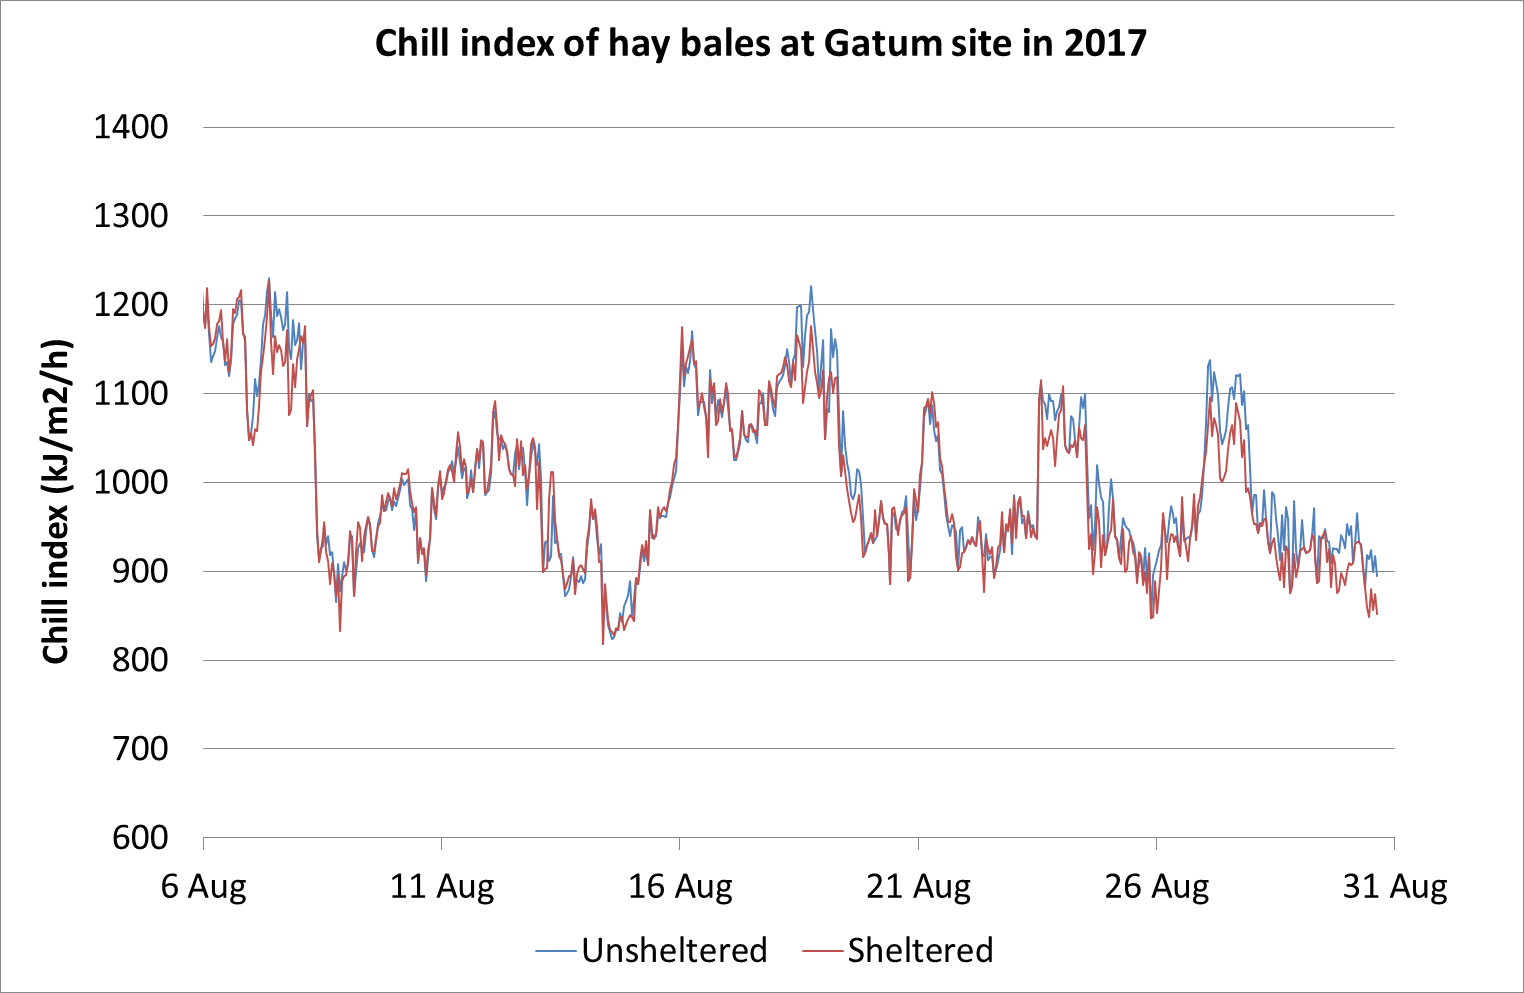 Chill index of hay bales at Gatum site in 2017
Chill index (kJ/m2/h)
1400
1300
1200
1100
1000
900
800
700
600
6 Aug 11 Aug 16 Aug 21 Aug 26 Aug 31 Aug
Unsheltered Sheltered